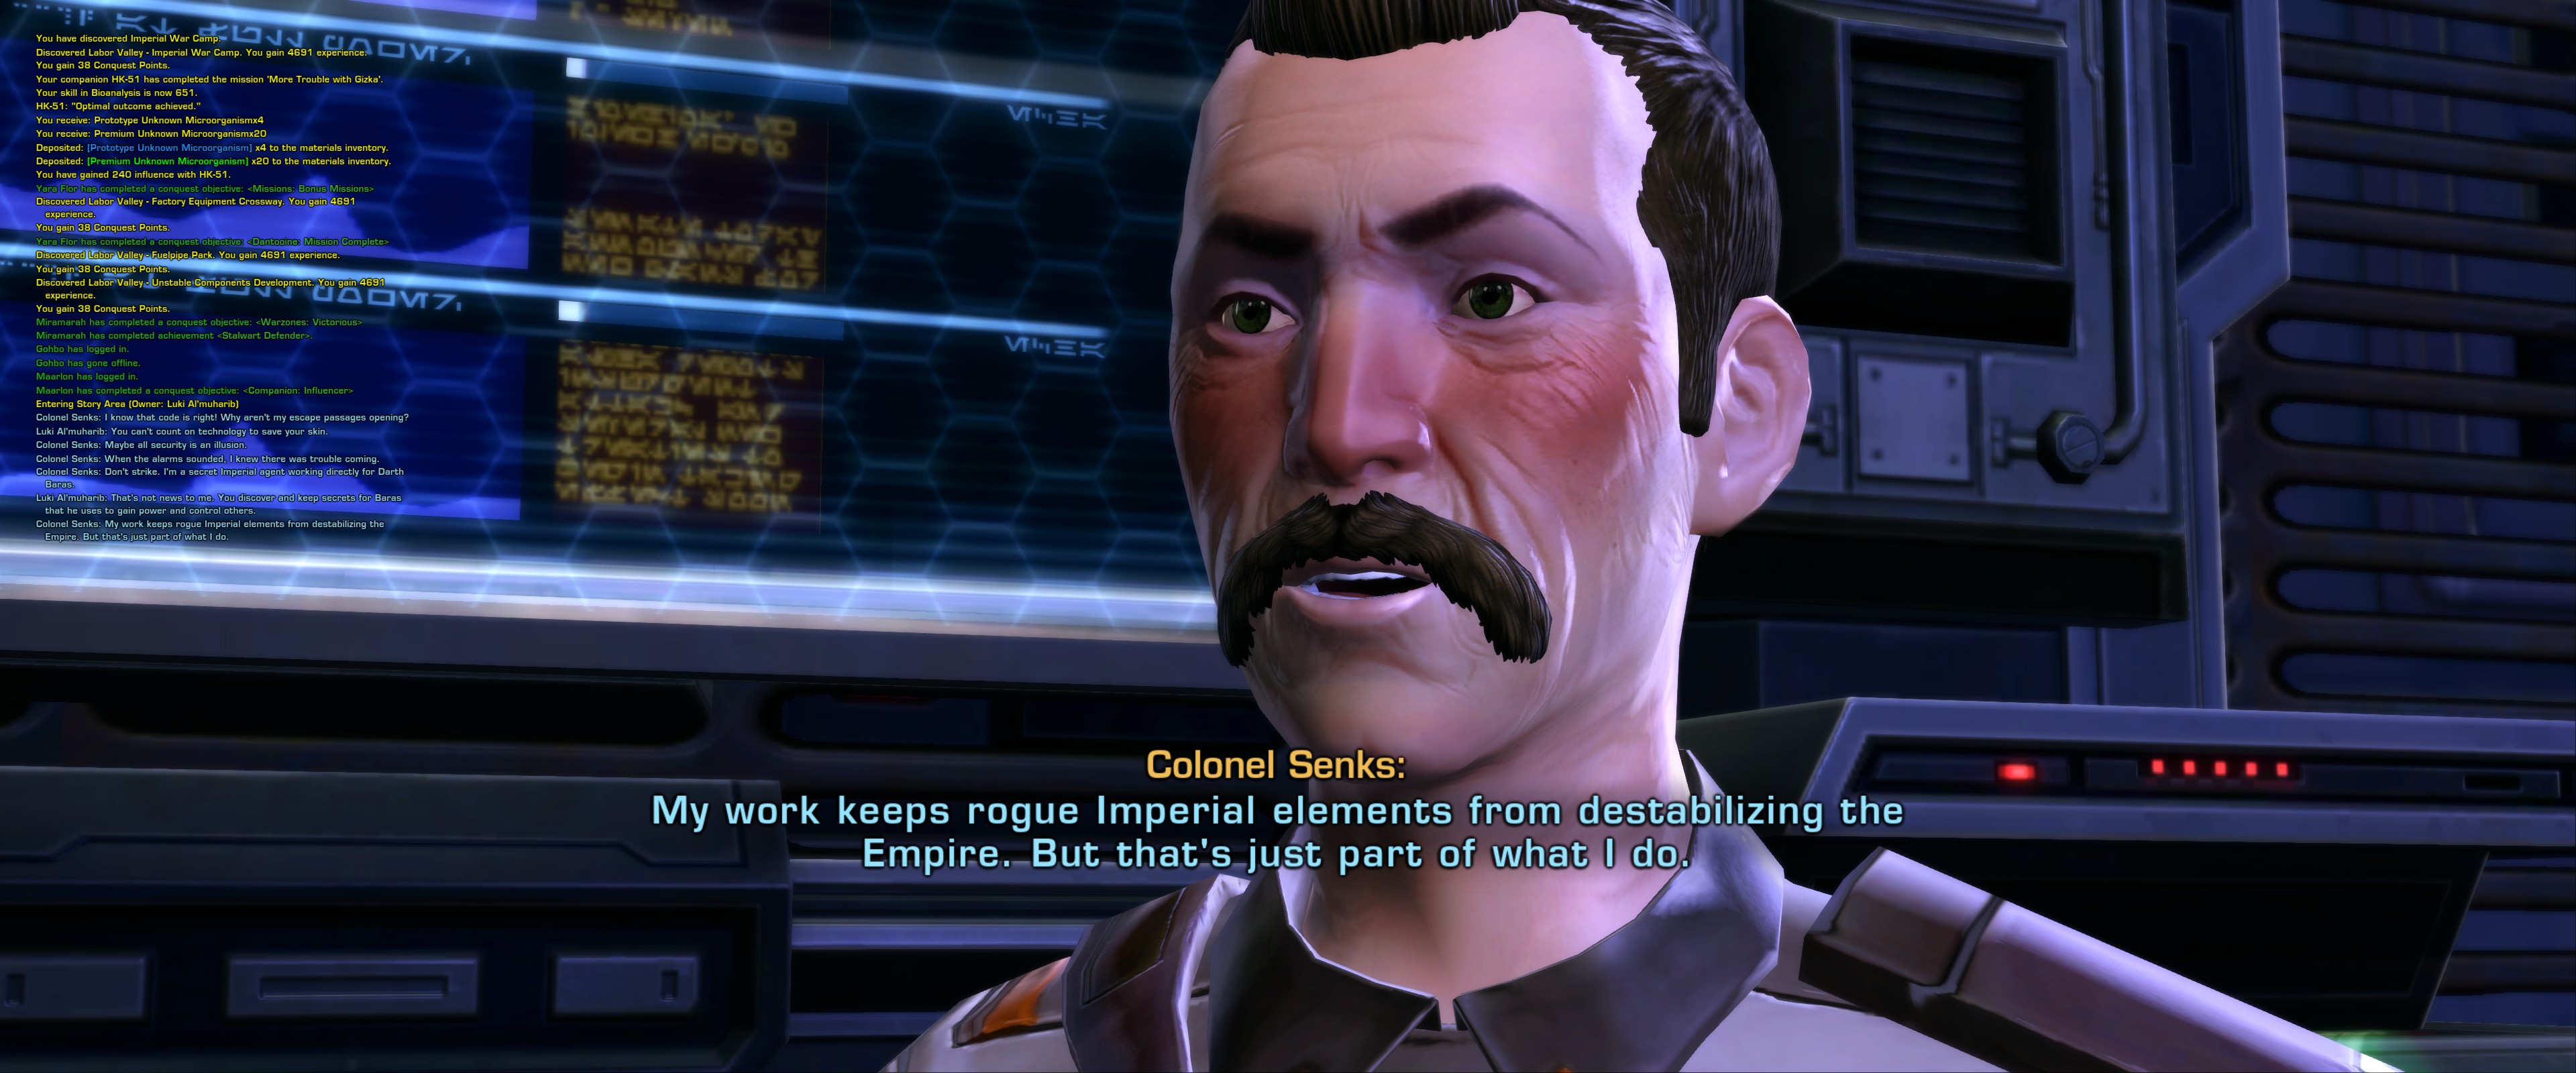 You have discovered Imperial War Camp.
Discovered Labor Valley - Imperial War Camp. You gain 4691 experience.
You gain 38 Conquest Points.
Your companion HK-51 has completed the mission 'More Trouble with Gizka'.
Your skill in Bioanalysis is now 651.
HK-51: "Optimal outcome achieved."
You receive: Prototype Unknown Microorganismx4
You receive: Premium Unknown Microorganismx20
Deposited: [Prototype Unknown Microorganism] x4 to the materials inventory.
Deposited: [Premium Unknown Microorganism] x20 to the materials inventory.
You have gained 240 influence with HK-51.
Yara Flor has completed a conquest objective: <Missions: Bonus Missions>
Discovered Labor Valley - Factory Equipment Crossway. You gain 4691
experience.
You gain 38 Conquest Points.
Yara Flor has completed a conquest objective: <Dantooine: Mission Complete>
Discovered Labor Valley - Fuelpipe Park. You gain 4691 experience.
You gain 38 Conquest Points.
Discovered Labor Valley - Unstable Components Development. You gain 4691
experience.
You gain 38 Conquest Points.
Miramarah has completed a conquest objective: <Warzones: Victorious>
Miramarah has completed achievement <Stalwart Defender>.
Gohbo has logged in.
Gohbo has gone offline.
Maarlon has logged in.
Maarlon has completed a conquest objective: <Companion: Influencer>
Entering Story Area (Owner: Luki Al'muharib)
Colonel Senks: I know that code is right! Why aren't my escape passages opening?
Luki Al'muharib: You can't count on technology to save your skin.
Colonel Senks: Maybe all security is an illusion.
Colonel Senks: When the alarms sounded, I knew there was trouble coming.
Colonel Senks: Don't strike. I'm a secret Imperial agent working directly for Darth
Baras.
Luki Al'muharib: That's not news to me. You discover and keep secrets for Baras
that he uses to gain power and control others.
Colonel Senks: My work keeps rogue Imperial elements from destabilizing the
Empire. But that's just part of what I do.
Colonel Senks:
My work keeps rogue Imperial elements from destabilizing the
Empire. But that's just part of what I do.